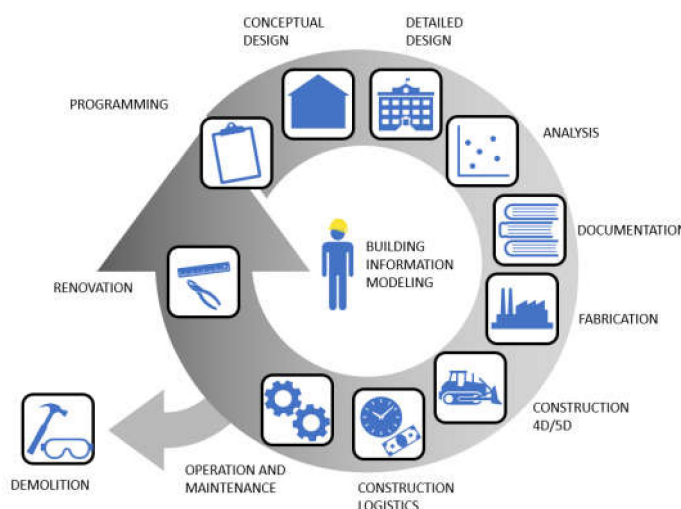 CONCEPTUAL
DESIGN
DETAILED
DESIGN
PROGRAMMING
ANALYSIS
DOCUMENTATION
BUILDING
INFORMATION
MODELING
RENOVATION
FABRICATION
CONSTRUCTION
4D/5D
OPERATION AND
MAINTENANCE
CONSTRUCTION
LOGISTICS
DEMOLITION